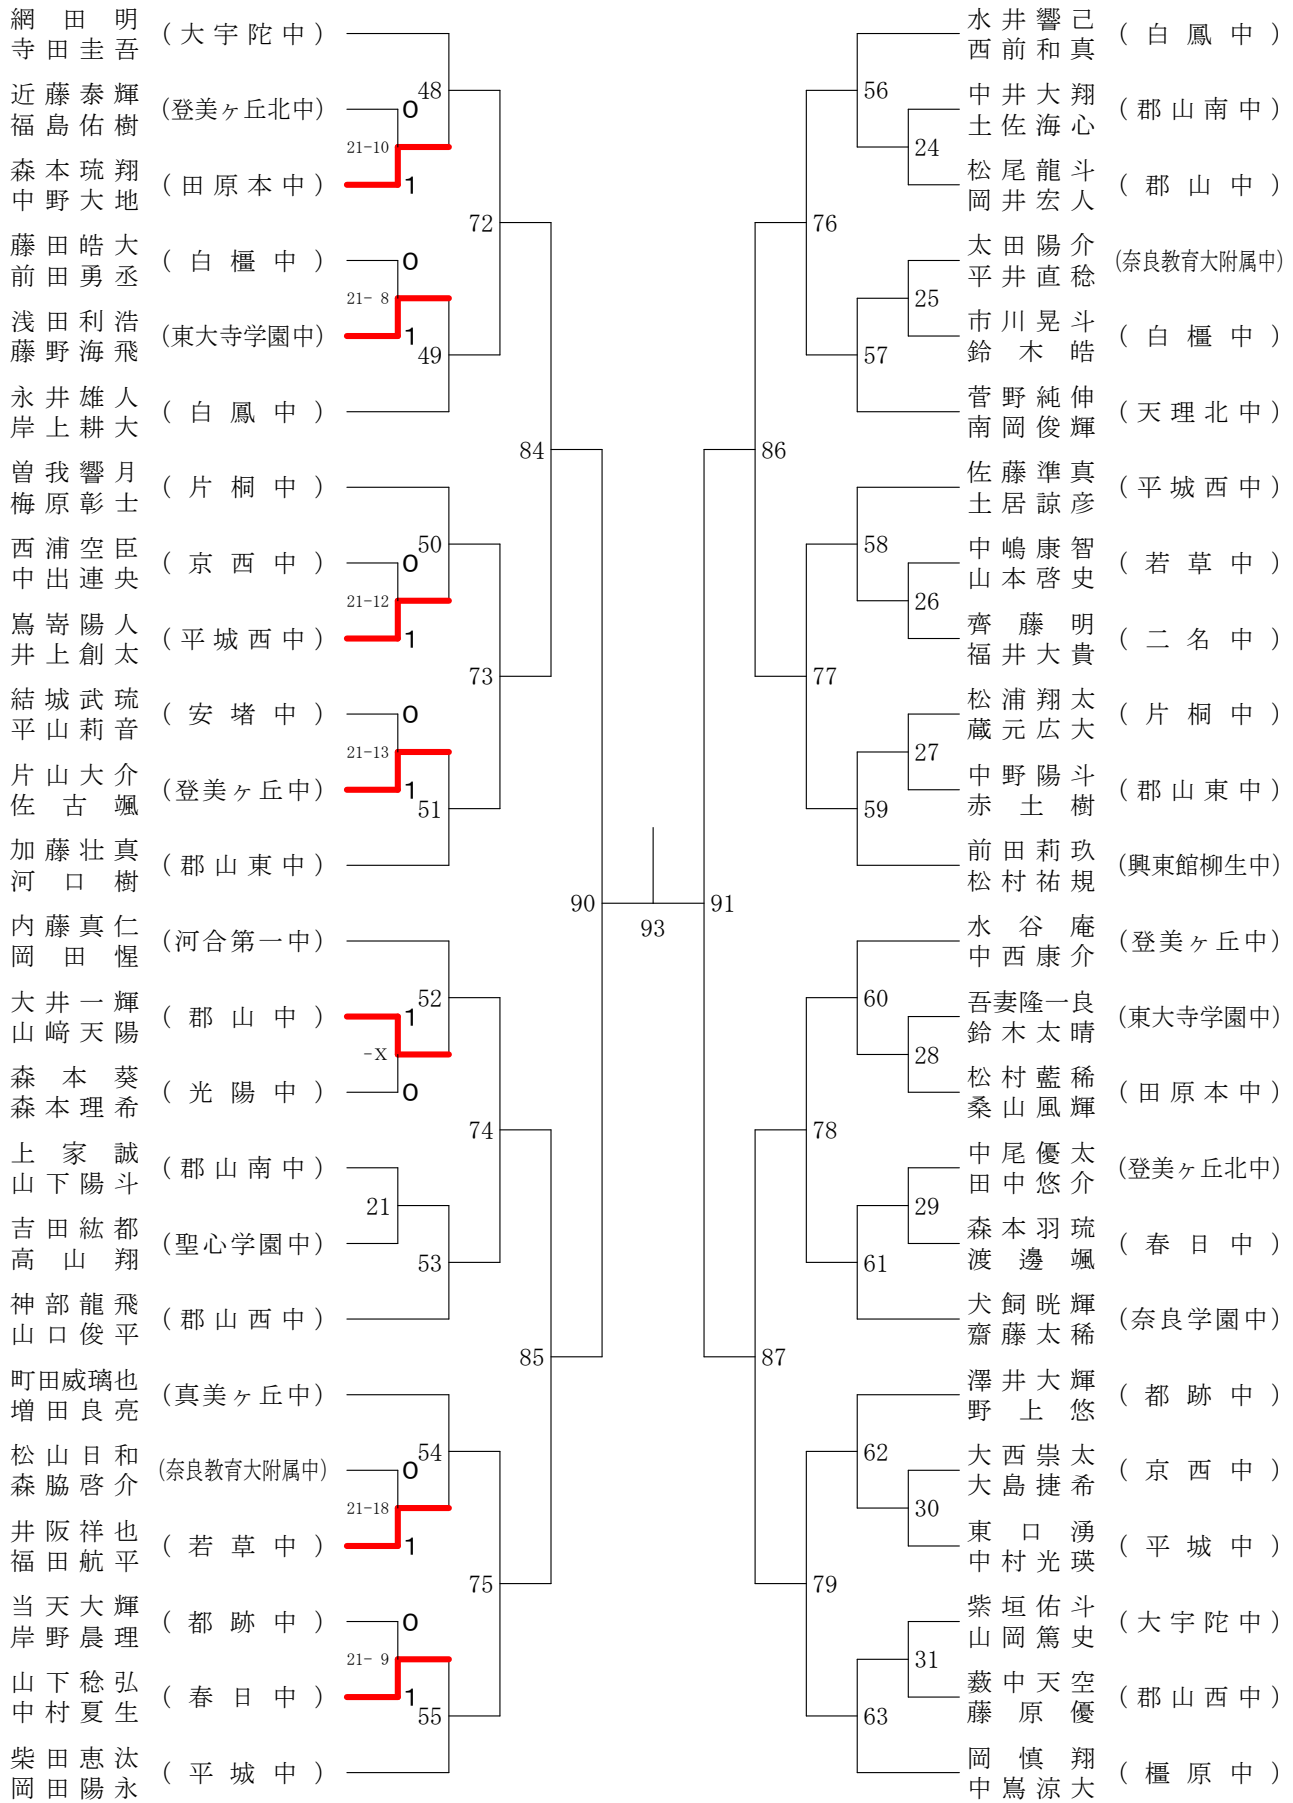 網田明
寺田圭吾
(大宇陀中)
48
近藤泰輝
福島佑樹
(登美ヶ丘北中)
0
21-10
森本琉翔
中野大地
(田原本中)
1
72
藤田皓大
前田勇丞
(白橿中)
0
21- 8
浅田利浩
藤野海飛
(東大寺学園中)
1
49
永井雄人
岸上耕大
(白鳳中)
84
曽我響月
梅原彰士
(片桐中)
50
西浦空臣
中出連央
(京西中)
0
21-12
嶌嵜陽人
井上創太
(平城西中)
1
73
結城武琉
平山莉音
(安堵中)
0
21-13
片山大介
佐古颯
(登美ヶ丘中)
1
51
加藤壮真
河口樹
(郡山東中)
90
内藤真仁
岡田惺
(河合第一中)
52
大井一輝
山﨑天陽
(郡山中)
1
-X
森本葵
森本理希
(光陽中)
0
74
上家誠
山下陽斗
(郡山南中)
21
吉田紘都
高山翔
(聖心学園中)
53
神部龍飛
山口俊平
(郡山西中)
85
町田威璃也
増田良亮
(真美ヶ丘中)
54
松山日和
森脇啓介
(奈良教育大附属中)
0
21-18
井阪祥也
福田航平
(若草中)
1
75
当天大輝
岸野晨理
(都跡中)
0
21- 9
山下稔弘
中村夏生
(春日中)
1
55
柴田恵汰
岡田陽永
(平城中)
93
水井響己
西前和真
(白鳳中)
56
中井大翔
土佐海心
(郡山南中)
24
松尾龍斗
岡井宏人
(郡山中)
76
太田陽介
平井直稔
(奈良教育大附属中)
25
市川晃斗
鈴木皓
(白橿中)
57
菅野純伸
南岡俊輝
(天理北中)
86
佐藤準真
土居諒彦
(平城西中)
58
中嶋康智
山本啓史
(若草中)
26
齊藤明
福井大貴
(二名中)
77
松浦翔太
蔵元広大
(片桐中)
27
中野陽斗
赤土樹
(郡山東中)
59
前田莉玖
松村祐規
(興東館柳生中)
91
水谷庵
中西康介
(登美ヶ丘中)
60
吾妻隆一良
鈴木太晴
(東大寺学園中)
28
松村藍稀
桑山風輝
(田原本中)
78
中尾優太
田中悠介
(登美ヶ丘北中)
29
森本羽琉
渡邊颯
(春日中)
61
犬飼晄輝
齋藤太稀
(奈良学園中)
87
澤井大輝
野上悠
(都跡中)
62
大西崇太
大島捷希
(京西中)
30
東口湧
中村光瑛
(平城中)
79
紫垣佑斗
山岡篤史
(大宇陀中)
31
藪中天空
藤原優
(郡山西中)
63
岡慎翔
中嶌涼大
(橿原中)